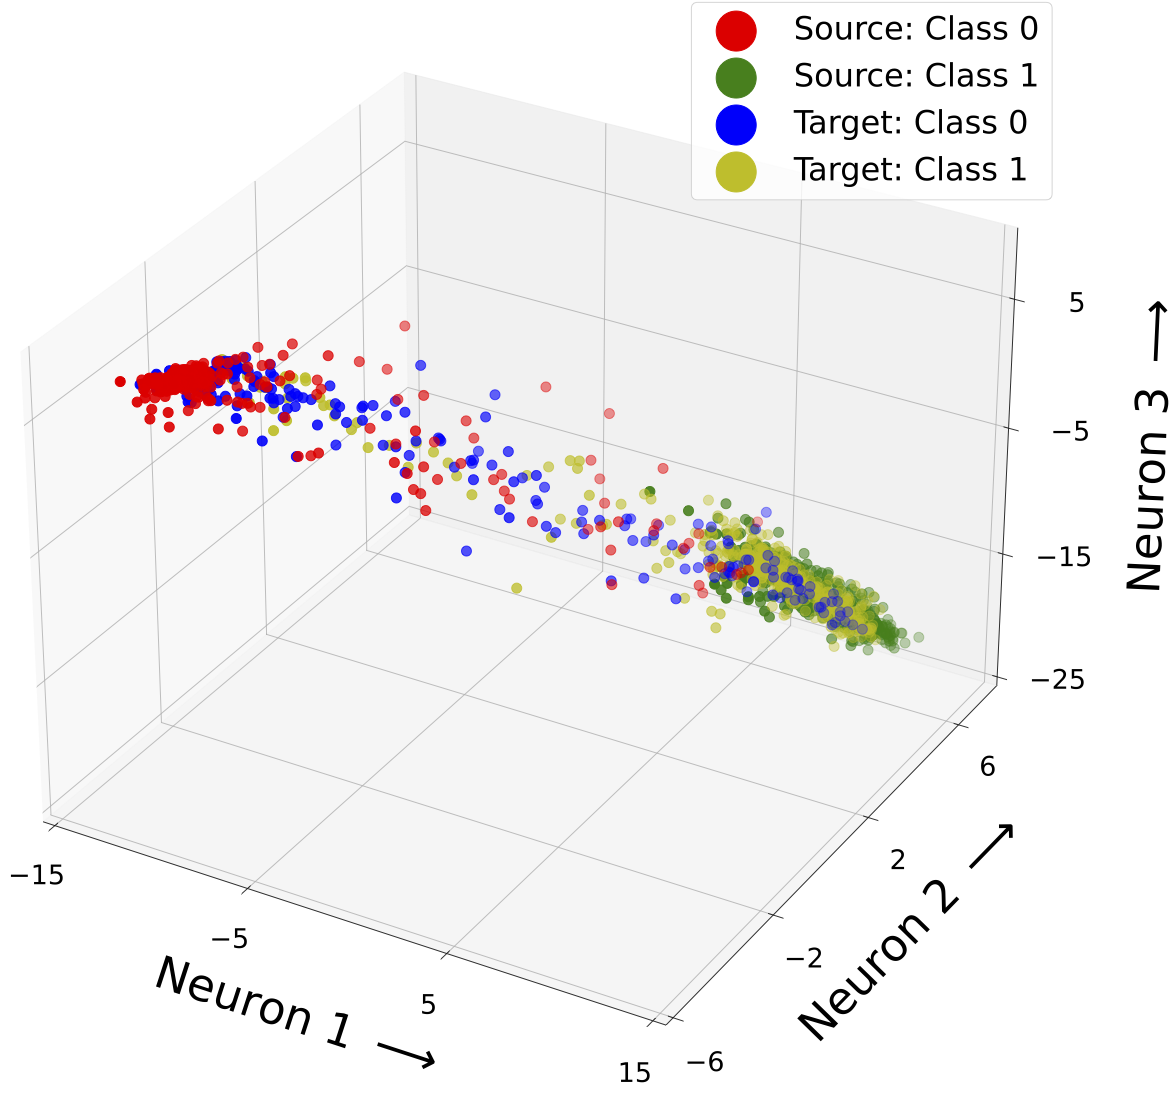 Source: Class 0
Source: Class 1
Target: Class 0
Target: Class 1
5
−5
−15
−25
Neuron 3 ⟶
6
2
−2
−6
Neuron 2 ⟶
−15
−5
5
15
Neuron 1 ⟶